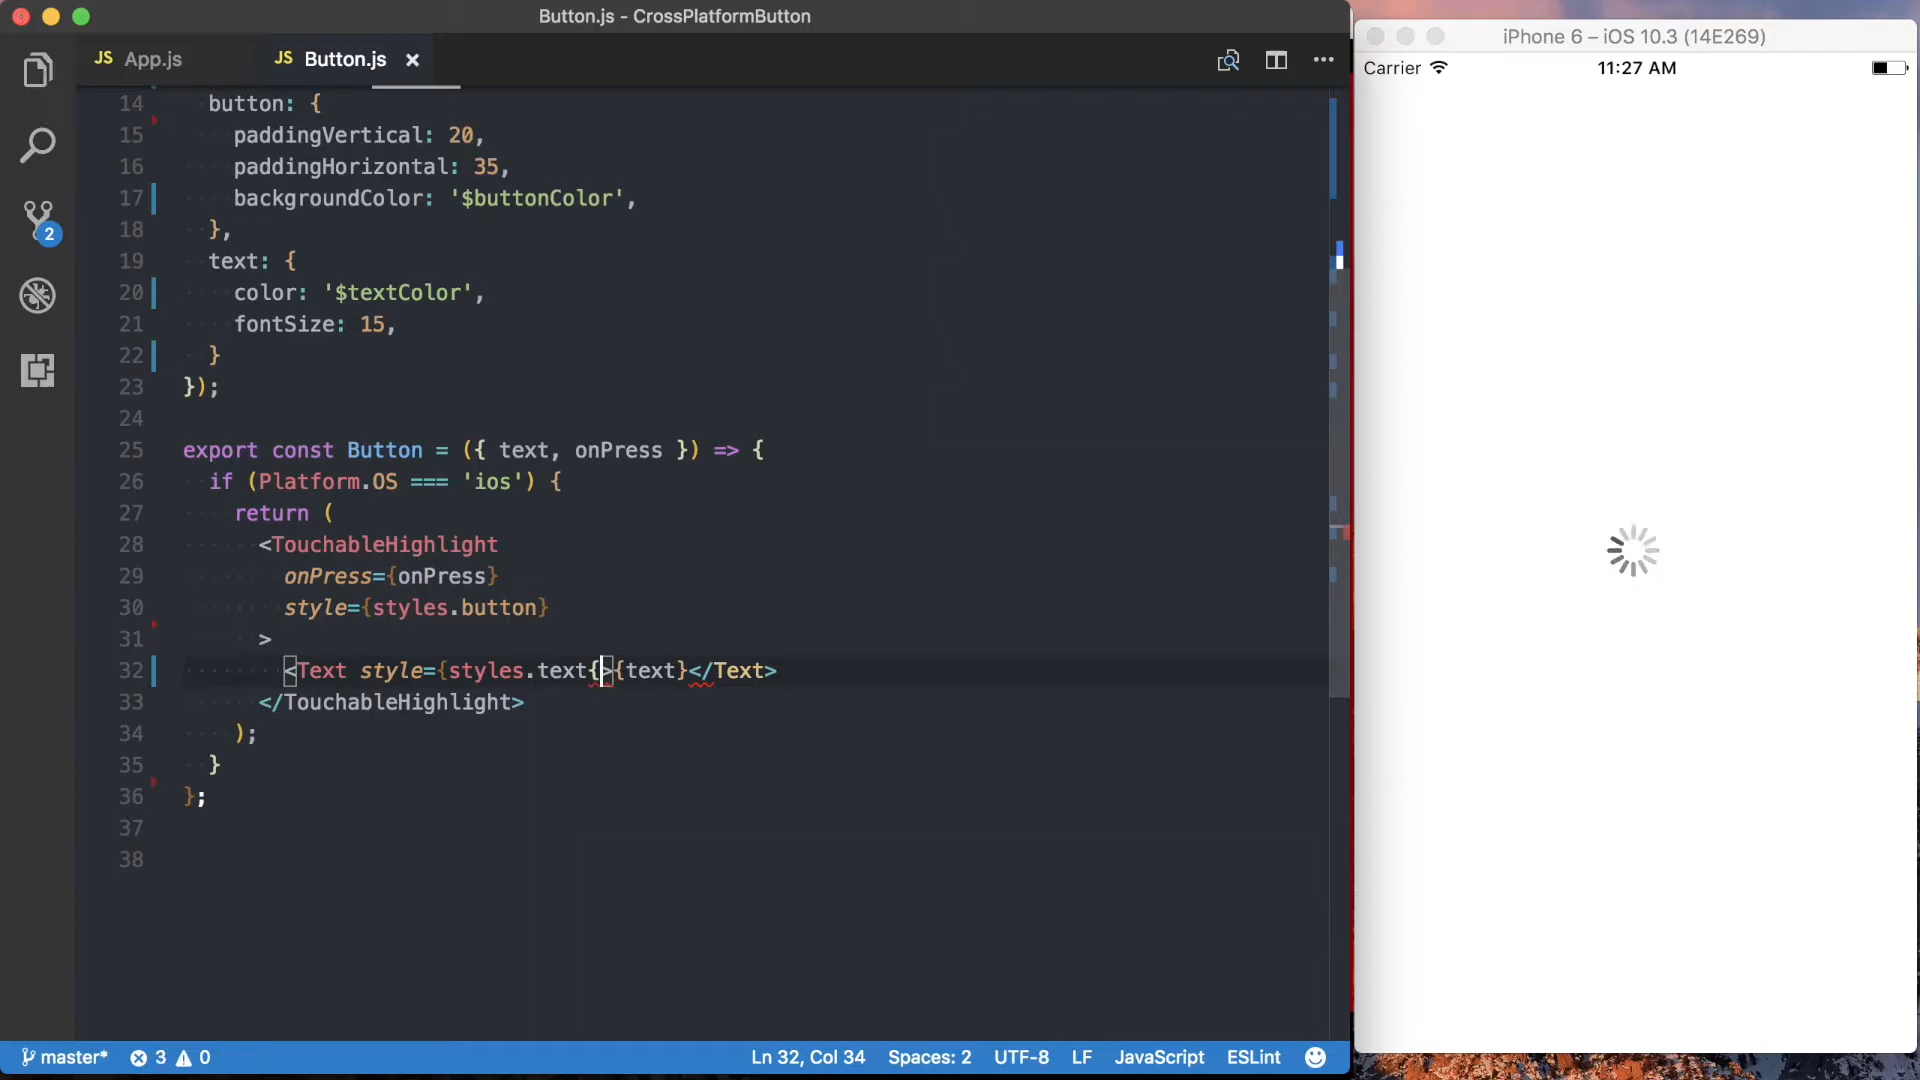 Button.js - CrossPlatformButton
JS App.js
JS Button.js
14 button: {
15 paddingVertical: 20,
16 paddingHorizontal: 35,
17 backgroundColor: '$buttonColor',
18 },
19 text: {
20 color: '$textColor',
21 fontSize: 15,
22 }
23 });
24
25 export const Button = ({ text, onPress }) => {
26 if (Platform.OS === 'ios') {
27 return (
28 <TouchableHighlight
29 onPress={onPress}
30 style={styles.button}
31 >
32 <Text style={styles.text{>{text}</Text>
33 </TouchableHighlight>
34 );
35 }
36 };
37
38
2
master* 3 0
Ln 32, Col 34 Spaces: 2 UTF-8 LF JavaScript ESLint
iPhone 6 – iOS 10.3 (14E269)
Carrier 11:27 AM